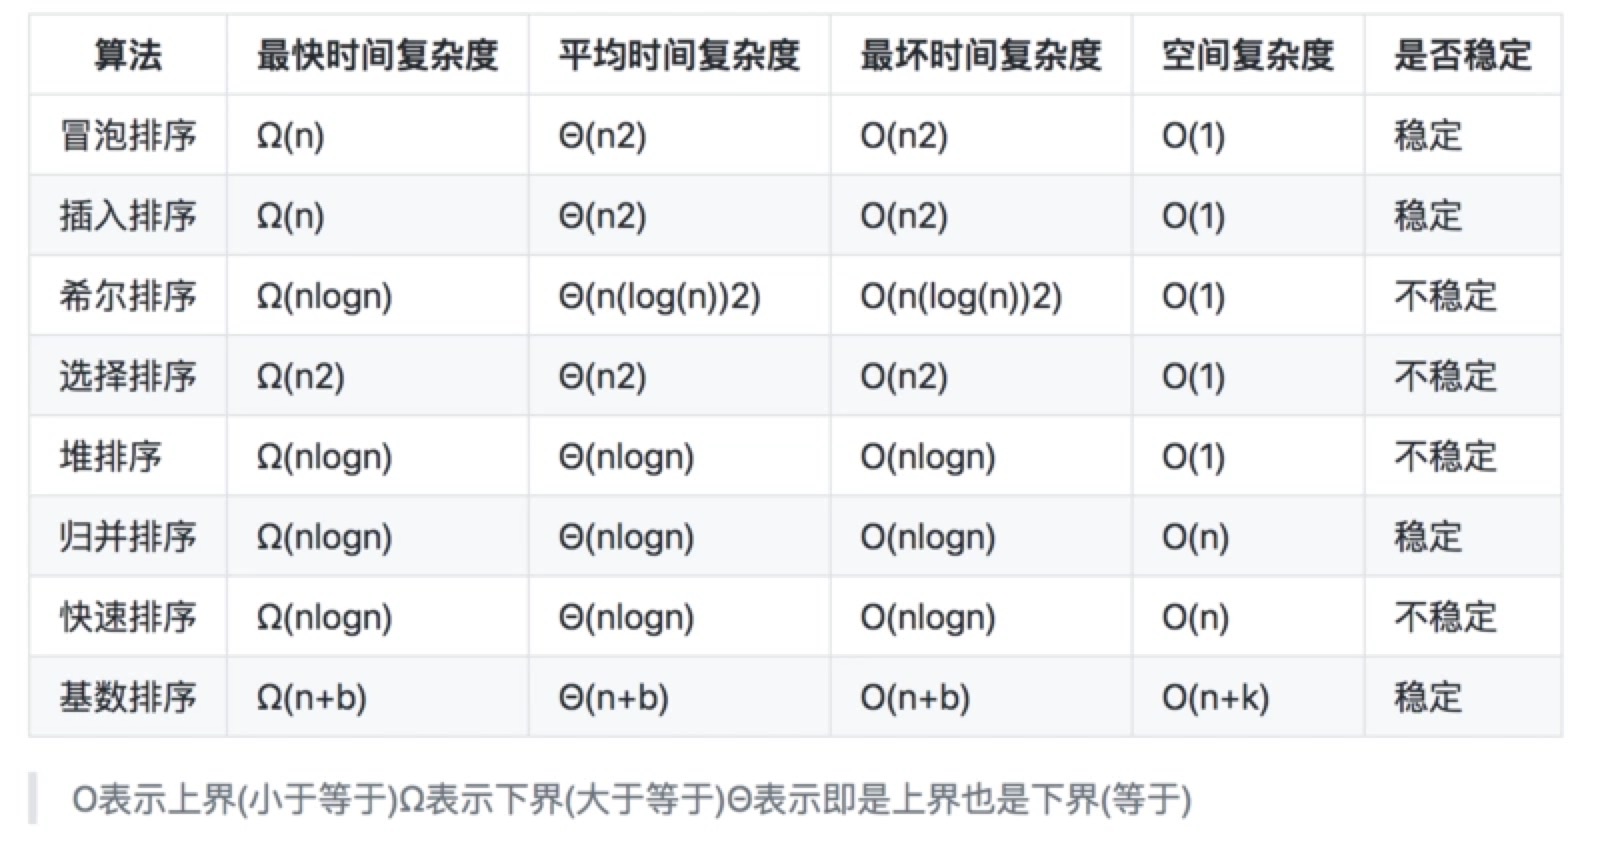 算法 最快时间复杂度 平均时间复杂度 最坏时间复杂度 空间复杂度 是否稳定
冒泡排序 Ω(n) Θ(n2) O(n2) O(1) 稳定
插入排序 Ω(n) Θ(n2) O(n2) O(1) 稳定
希尔排序 Ω(nlogn) Θ(n(log(n))2) O(n(log(n))2) O(1) 不稳定
选择排序 Ω(n2) Θ(n2) O(n2) O(1) 不稳定
堆排序 Ω(nlogn) Θ(nlogn) O(nlogn) O(1) 不稳定
归并排序 Ω(nlogn) Θ(nlogn) O(nlogn) O(n) 稳定
快速排序 Ω(nlogn) Θ(nlogn) O(nlogn) O(n) 不稳定
基数排序 Ω(n+b) Θ(n+b) O(n+b) O(n+k) 稳定
O表示上界(小于等于)Ω表示下界(大于等于)Θ表示即是上界也是下界(等于)